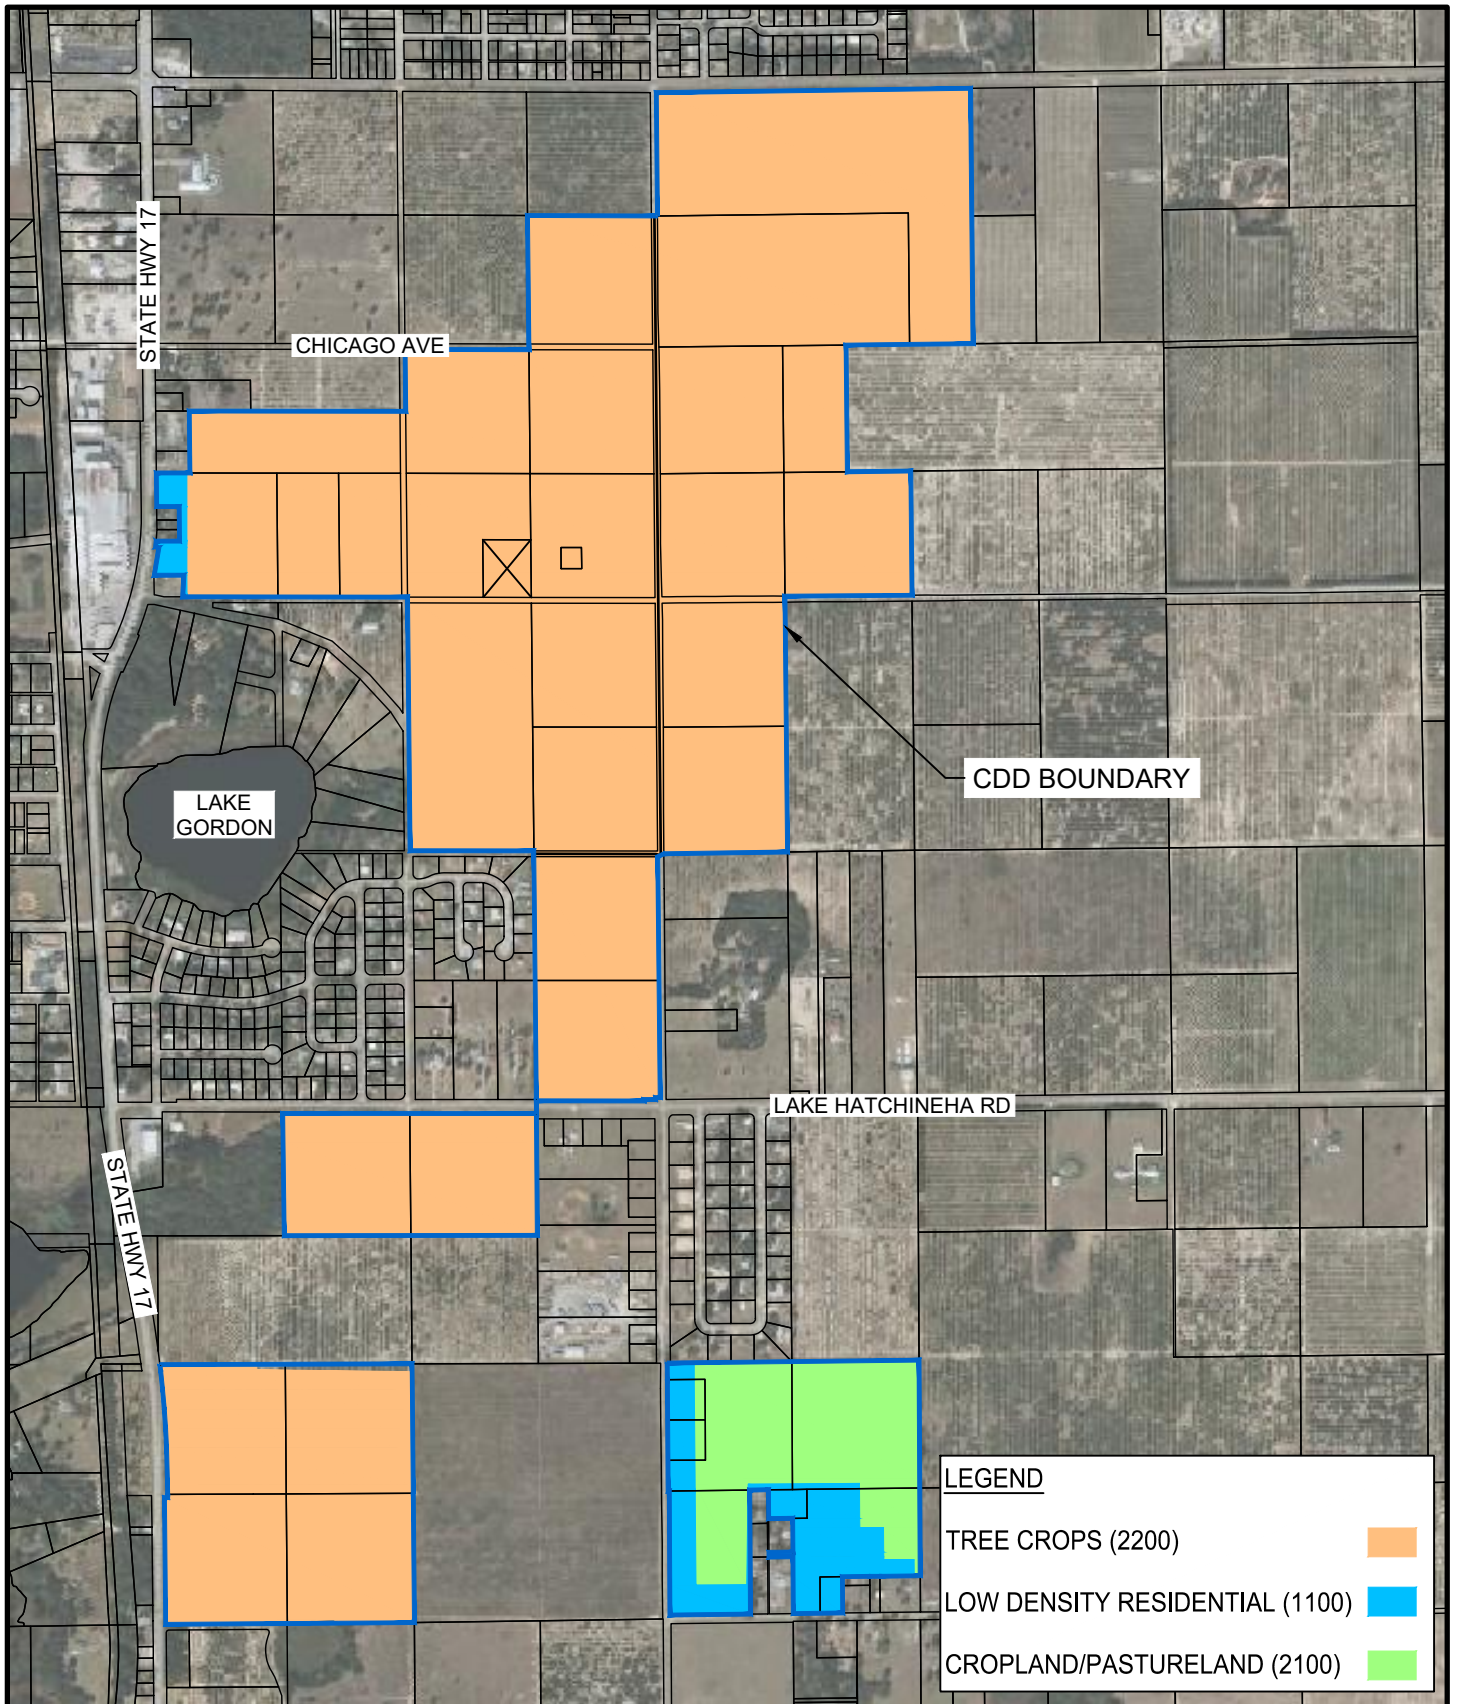 STATE HWY 17
CHICAGO AVE
CDD BOUNDARY
LAKE
GORDON
LAKE HATCHINEHA RD
STATE HWY 17
LEGEND
TREE CROPS (2200)
LOW DENSITY RESIDENTIAL (1100)
CROPLAND/PASTURELAND (2100)